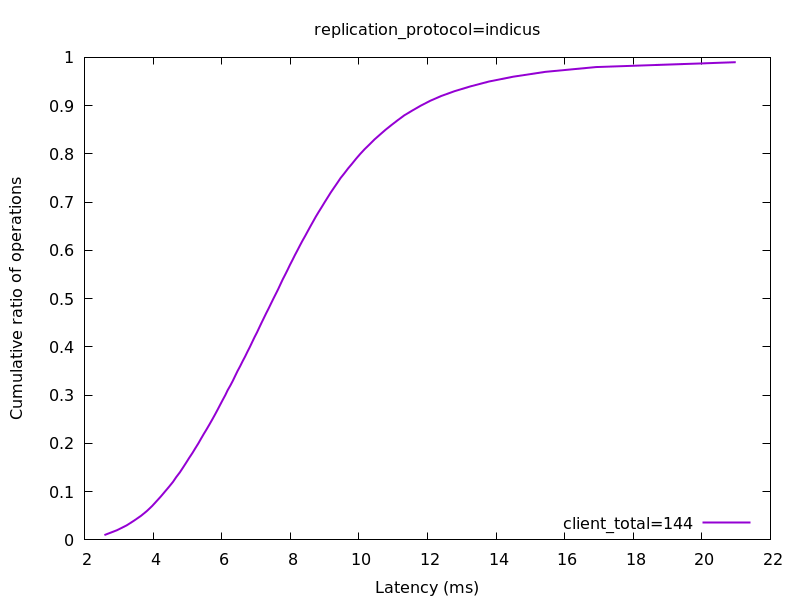 replication_protocol=indicus
1
0.9
0.8
0.7
0.6
0.5
0.4
0.3
0.2
0.1
0
Cumulative ratio of operations
client_total=144
2 4 6 8 10 12 14 16 18 20 22
Latency (ms)